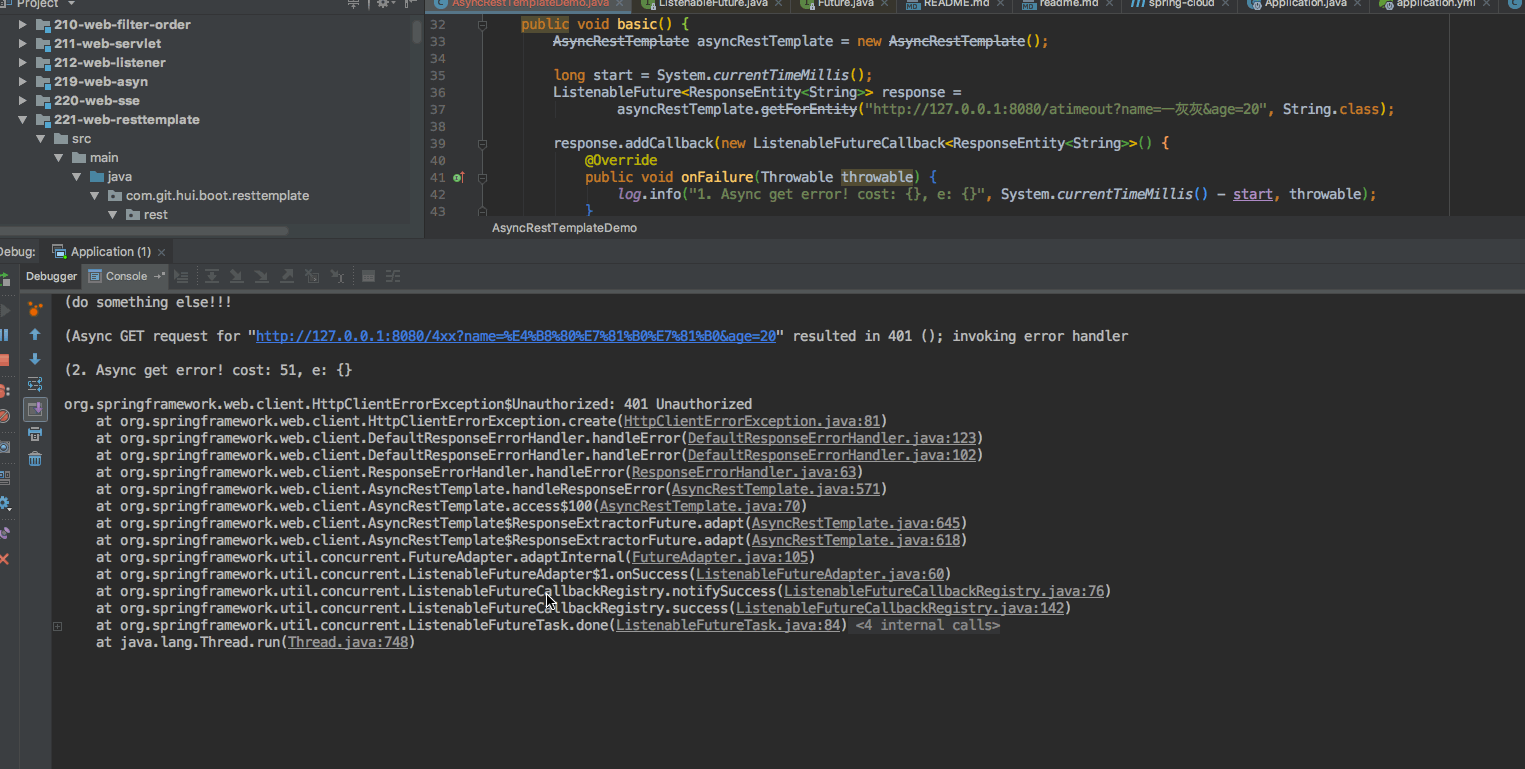 Project
210-web-filter-order
211-web-servlet
212-web-listener
219-web-asyn
220-web-sse
221-web-resttemplate
src
main
java
com.git.hui.boot.resttemplate
rest
AsyncRestTemplateDemo.java
ListenableFuture.java
Future.java
README.md
readme.md
spring-cloud
Application.java
application.yml
32 public void basic() {
33 AsyncRestTemplate asyncRestTemplate = new AsyncRestTemplate();
34
35 long start = System.currentTimeMillis();
36 ListenableFuture<ResponseEntity<String>> response =
37 asyncRestTemplate.getForEntity("http://127.0.0.1:8080/atimeout?name=一灰灰&age=20", String.class);
38
39 response.addCallback(new ListenableFutureCallback<ResponseEntity<String>>() {
40 @Override
41 public void onFailure(Throwable throwable) {
42 log.info("1. Async get error! cost: {}, e: {}", System.currentTimeMillis() - start, throwable);
43 }
AsyncRestTemplateDemo
Debug:
Application (1)
Debugger
Console
(do something else!!!
(Async GET request for "http://127.0.0.1:8080/4xx?name=%E4%B8%80%E7%81%B0%E7%81%B0&age=20" resulted in 401 (); invoking error handler
(2. Async get error! cost: 51, e: {}
org.springframework.web.client.HttpClientErrorException$Unauthorized: 401 Unauthorized
at org.springframework.web.client.HttpClientErrorException.create(HttpClientErrorException.java:81)
at org.springframework.web.client.DefaultResponseErrorHandler.handleError(DefaultResponseErrorHandler.java:123)
at org.springframework.web.client.DefaultResponseErrorHandler.handleError(DefaultResponseErrorHandler.java:102)
at org.springframework.web.client.ResponseErrorHandler.handleError(ResponseErrorHandler.java:63)
at org.springframework.web.client.AsyncRestTemplate.handleResponseError(AsyncRestTemplate.java:571)
at org.springframework.web.client.AsyncRestTemplate.access$100(AsyncRestTemplate.java:70)
at org.springframework.web.client.AsyncRestTemplate$ResponseExtractorFuture.adapt(AsyncRestTemplate.java:645)
at org.springframework.web.client.AsyncRestTemplate$ResponseExtractorFuture.adapt(AsyncRestTemplate.java:618)
at org.springframework.util.concurrent.FutureAdapter.adaptInternal(FutureAdapter.java:105)
at org.springframework.util.concurrent.ListenableFutureAdapter$1.onSuccess(ListenableFutureAdapter.java:60)
at org.springframework.util.concurrent.ListenableFutureCallbackRegistry.notifySuccess(ListenableFutureCallbackRegistry.java:76)
at org.springframework.util.concurrent.ListenableFutureCallbackRegistry.success(ListenableFutureCallbackRegistry.java:142)
at org.springframework.util.concurrent.ListenableFutureTask.done(ListenableFutureTask.java:84) <4 internal calls>
at java.lang.Thread.run(Thread.java:748)